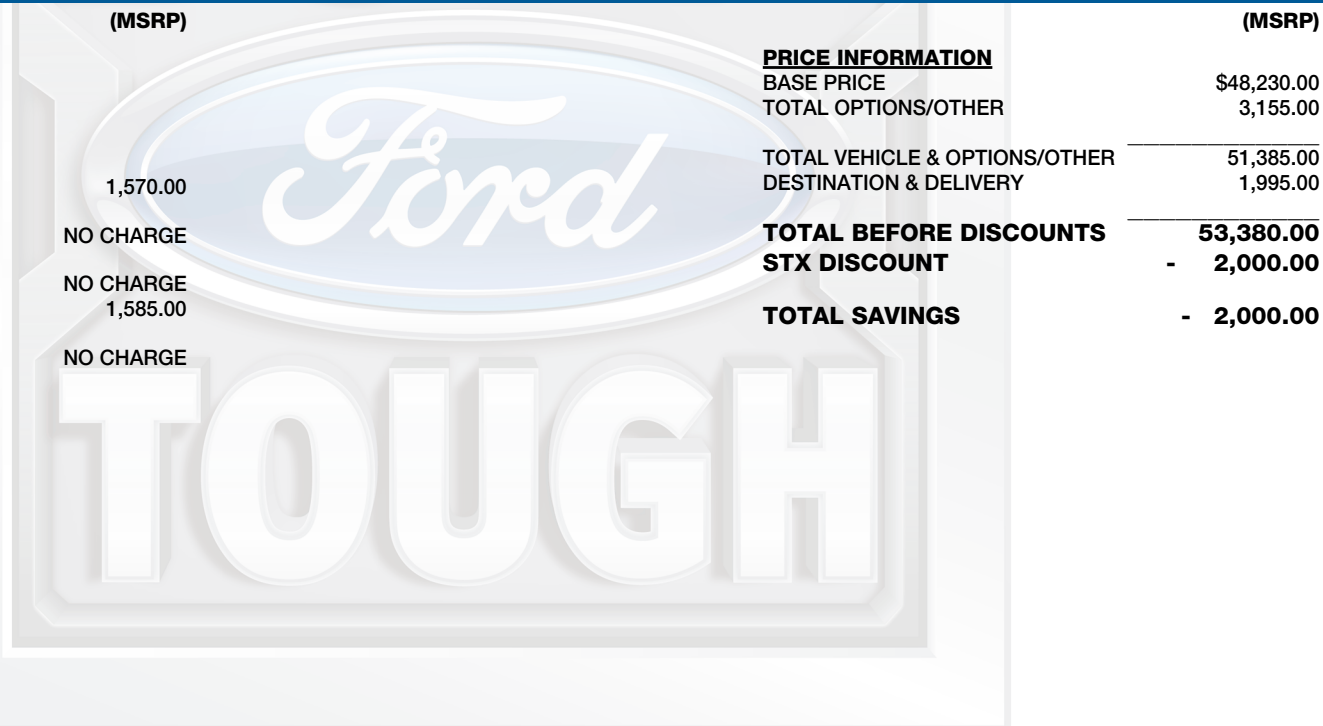 (MSRP)
1,570.00
NO CHARGE
NO CHARGE
1,585.00
NO CHARGE
Ford
TOUGH
(MSRP)
PRICE INFORMATION
BASE PRICE $48,230.00
TOTAL OPTIONS/OTHER 3,155.00
TOTAL VEHICLE & OPTIONS/OTHER 51,385.00
DESTINATION & DELIVERY 1,995.00
TOTAL BEFORE DISCOUNTS 53,380.00
STX DISCOUNT - 2,000.00
TOTAL SAVINGS - 2,000.00